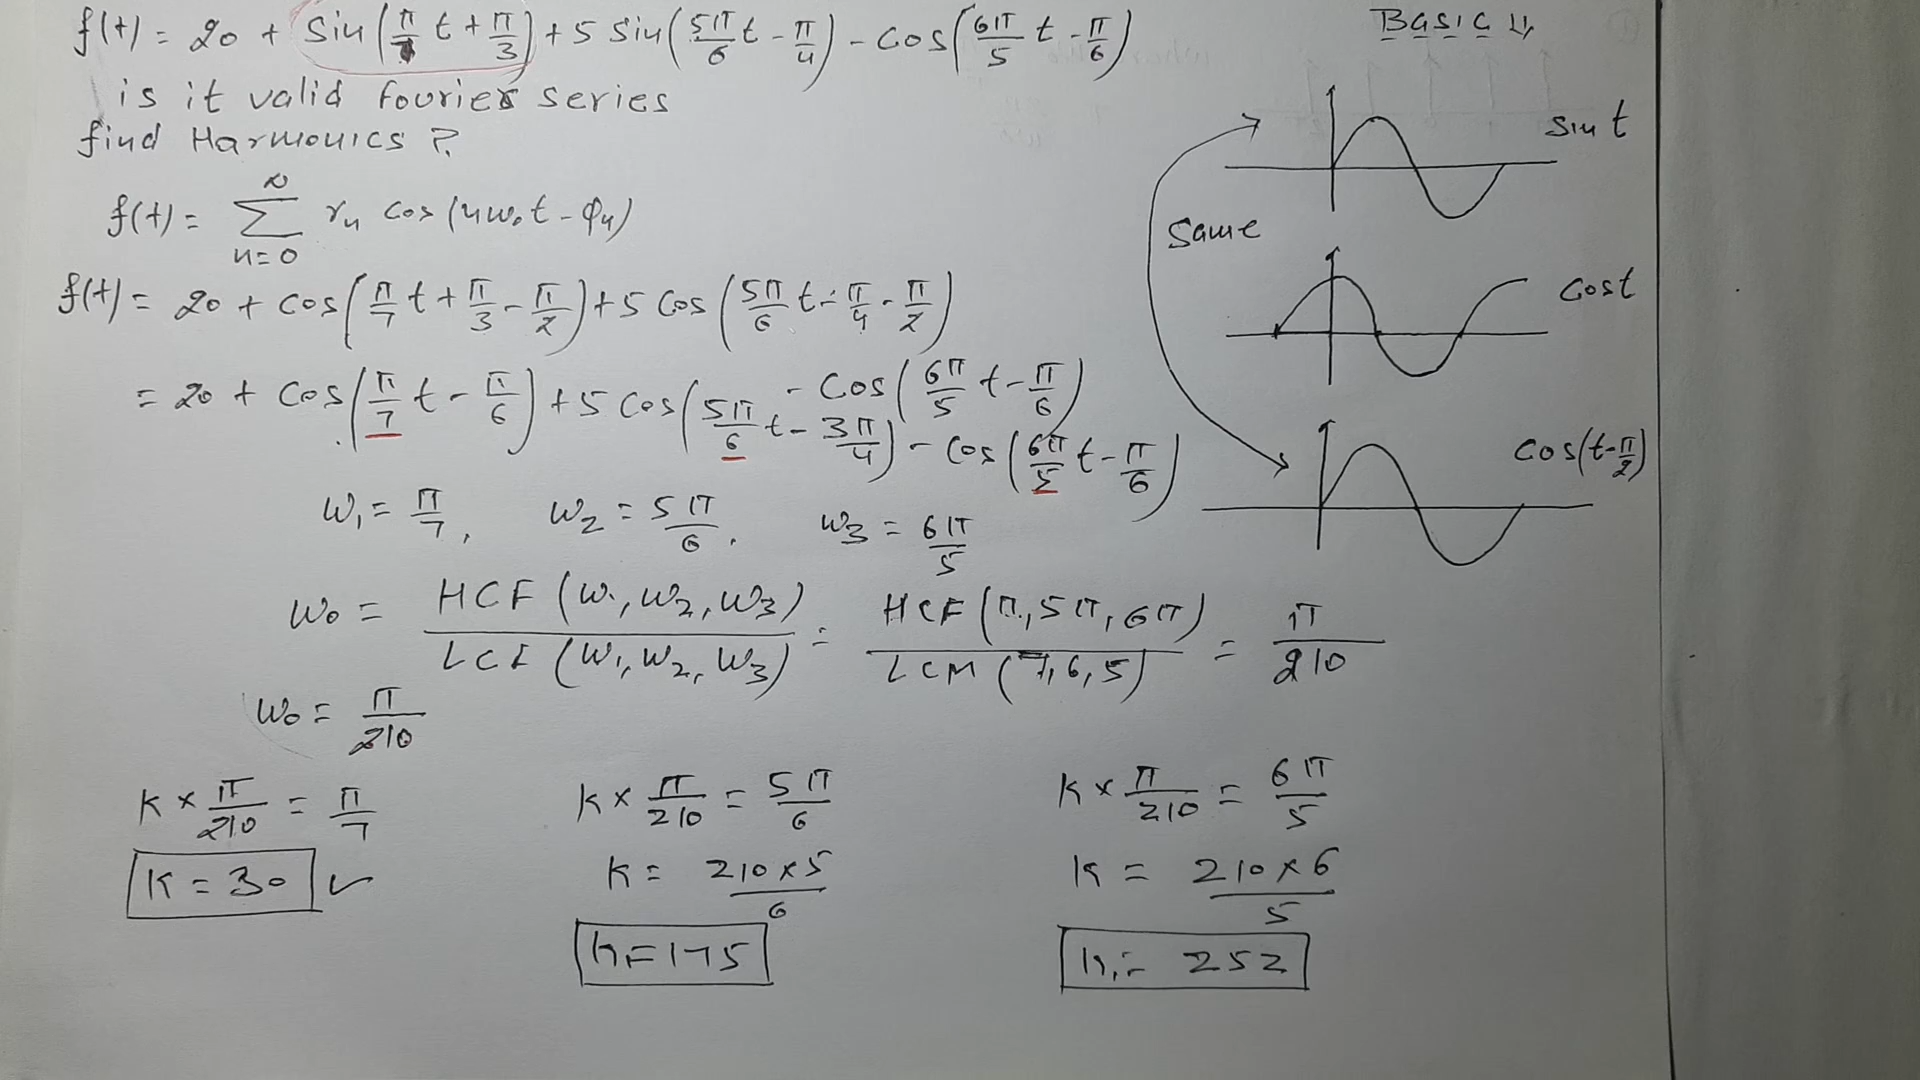 f(t) = 20 + sin(π/7 t + π/3) + 5 sin(5π/6 t - π/4) - cos(6π/5 t - π/6)
is it valid fourier series
find Harmonics ?
f(t) = ∑ n=0 ∞ rn cos(nω₀t - φn)
f(t) = 20 + cos(π/7 t + π/3 - π/2) + 5 cos(5π/6 t - π/4 - π/2)
- cos(6π/5 t - π/6)
= 20 + cos(π/7 t - π/6) + 5 cos(5π/6 t - 3π/4) - cos(6π/5 t - π/6)
ω₁ = π/7, ω₂ = 5π/6, ω₃ = 6π/5
ω₀ = HCF(ω₁, ω₂, ω₃) / LCM(ω₁, ω₂, ω₃) = HCF(π, 5π, 6π) / LCM(7, 6, 5) = π/210
ω₀ = π/210
K × π/210 = π/7
K = 30 ✓
K × π/210 = 5π/6
K = 210×5/6
K = 175
K × π/210 = 6π/5
K = 210×6/5
K = 252
Basic 4
sin t
Same
cos t
cos(t-π/2)